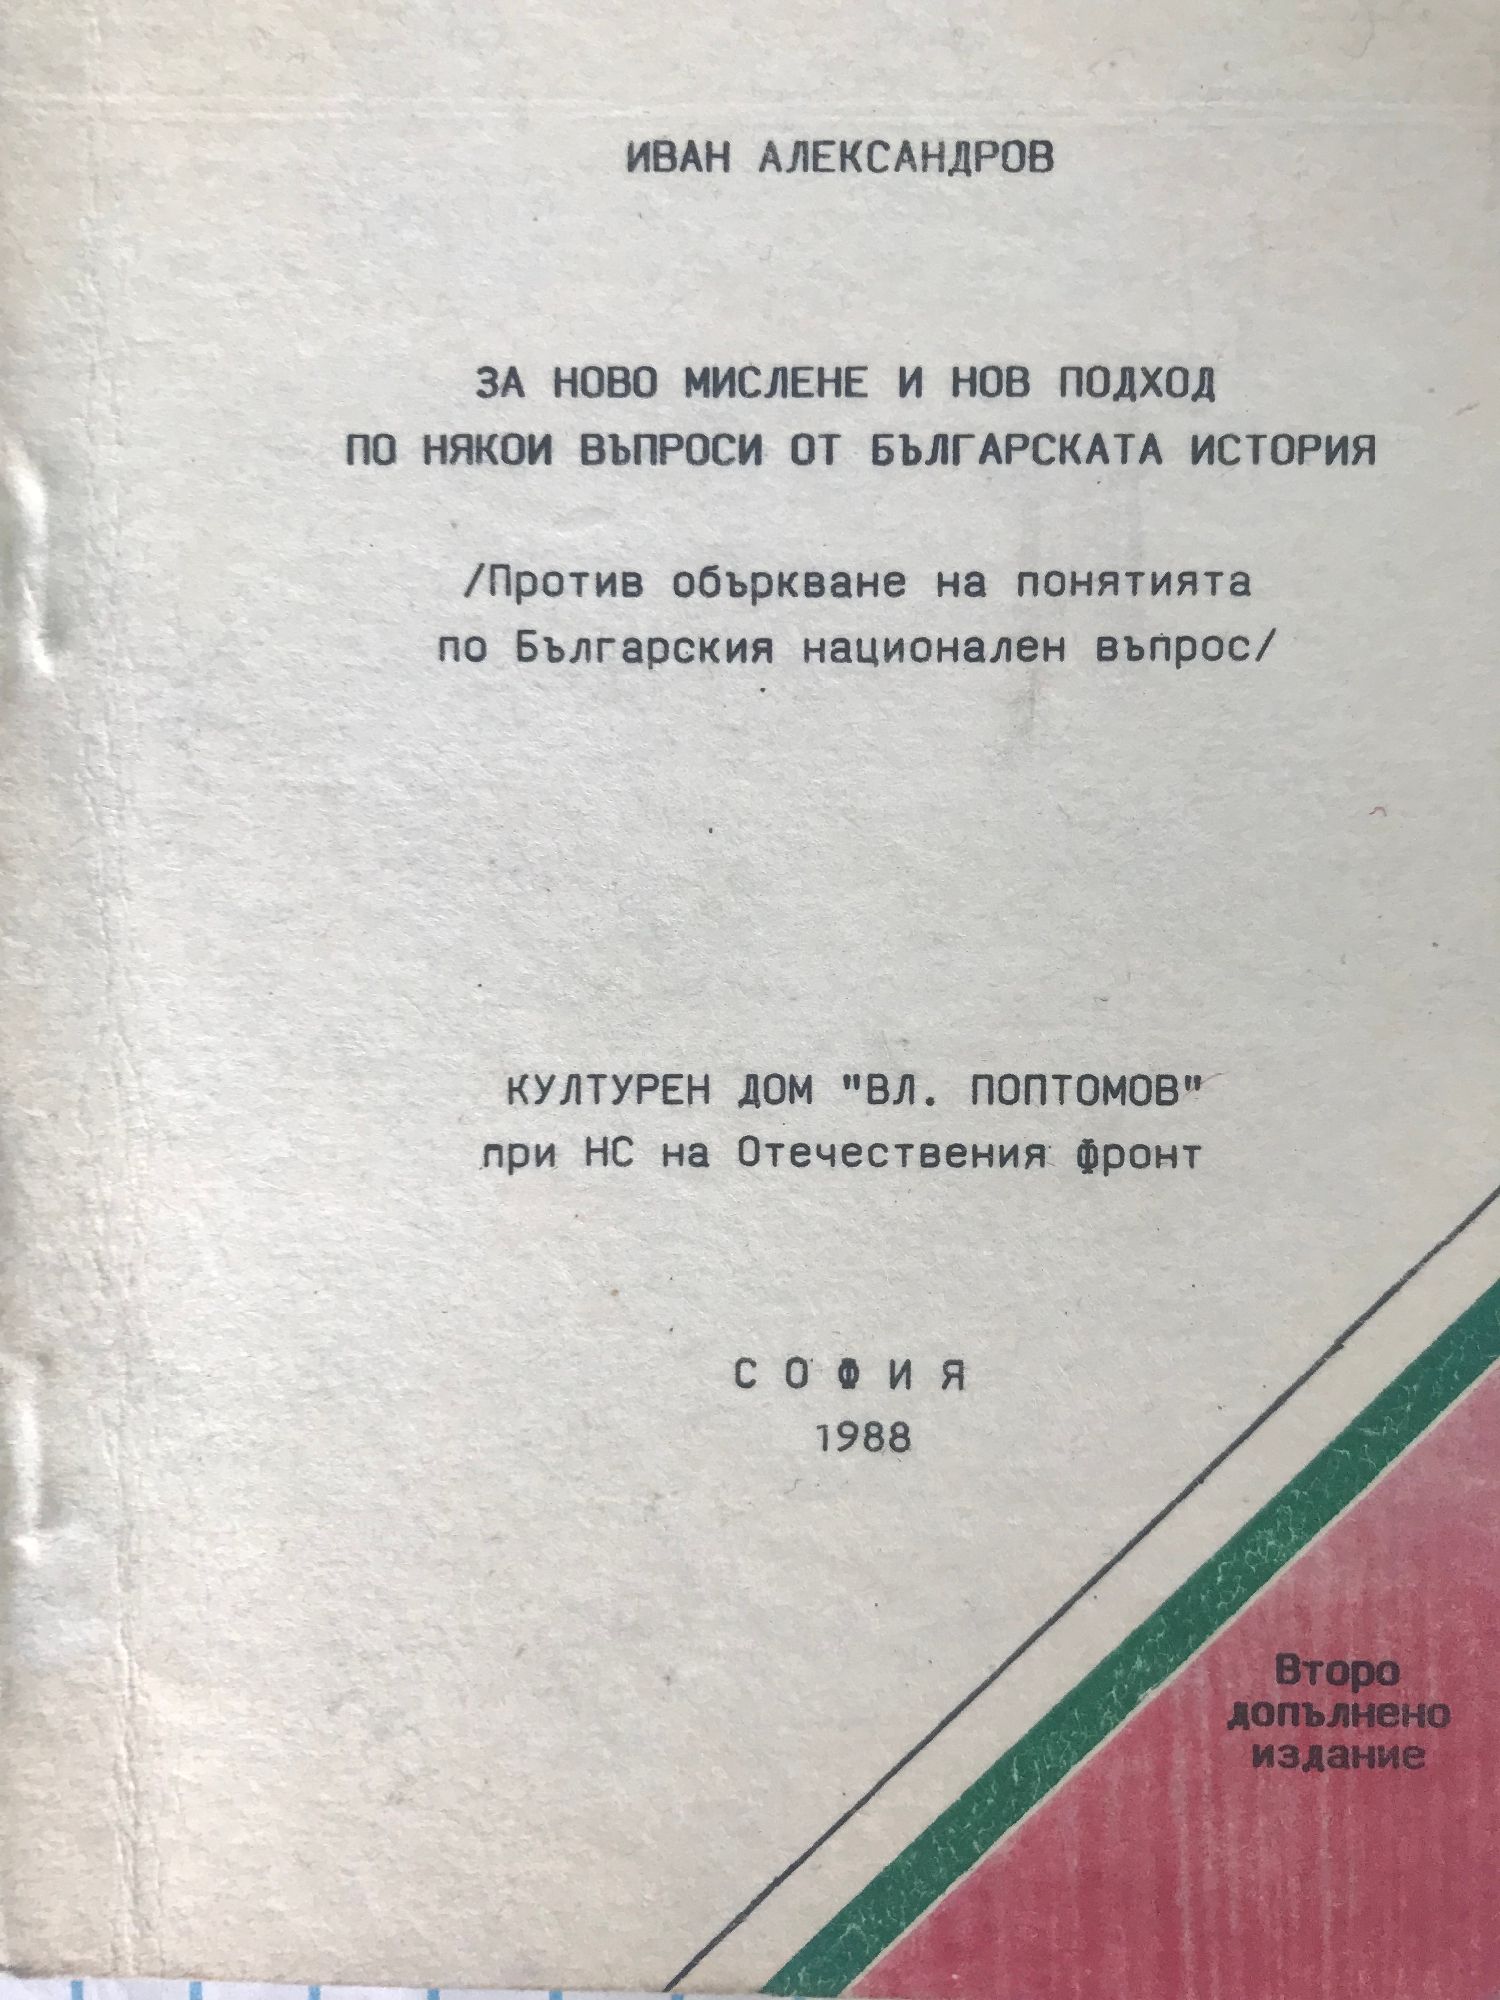 ИВАН АЛЕКСАНДРОВ
ЗА НОВО МИСЛЕНЕ И НОВ ПОДХОД
ПО НЯКОИ ВЪПРОСИ ОТ БЪЛГАРСКАТА ИСТОРИЯ
/Против объркване на понятията
по Българския национален въпрос/
КУЛТУРЕН ДОМ "ВЛ. ПОПТОМОВ"
при НС на Отечествения фронт
С О Ф И Я
1988
Второ
допълнено
издание